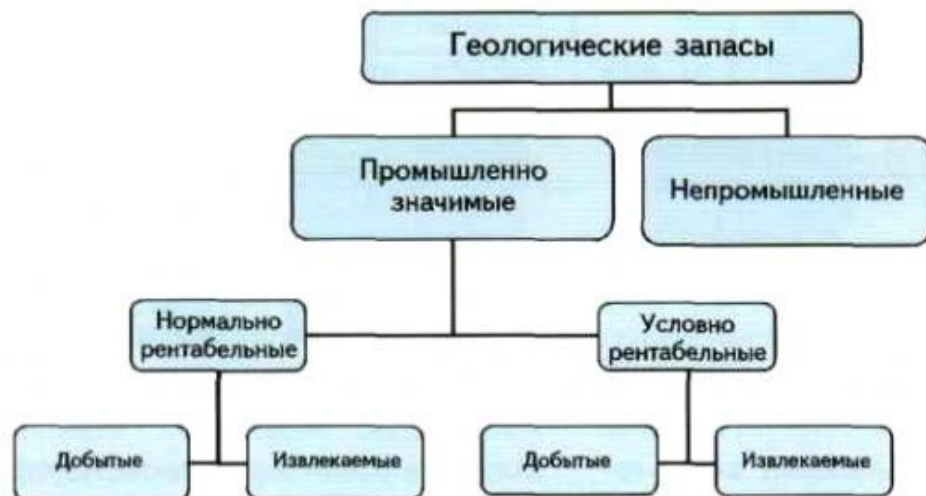 Геологические запасы
Промышленно
значимые
Непромышленные
Нормально
рентабельные
Условно
рентабельные
Добытые
Извлекаемые
Добытые
Извлекаемые